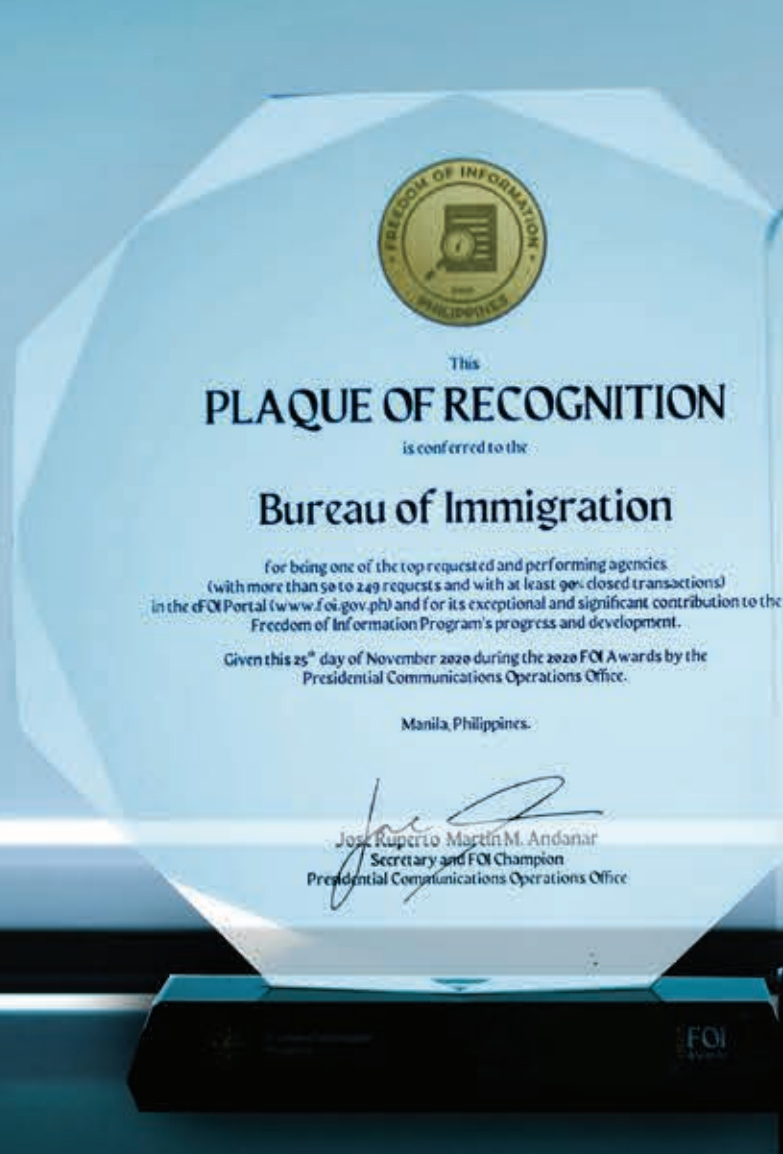 FREEDOM OF INFORMATION
PHILIPPINES
This
PLAQUE OF RECOGNITION
is conferred to the
Bureau of Immigration
for being one of the top requested and performing agencies
(with more than 50 to 249 requests and with at least 90% closed transactions)
in the eFOI Portal (www.foi.gov.ph) and for its exceptional and significant contribution to the
Freedom of Information Program's progress and development.
Given this 25th day of November 2020 during the 2020 FOI Awards by the
Presidential Communications Operations Office.
Manila, Philippines.
Jose Ruperto Martin M. Andanar
Secretary and FOI Champion
Presidential Communications Operations Office
FOI